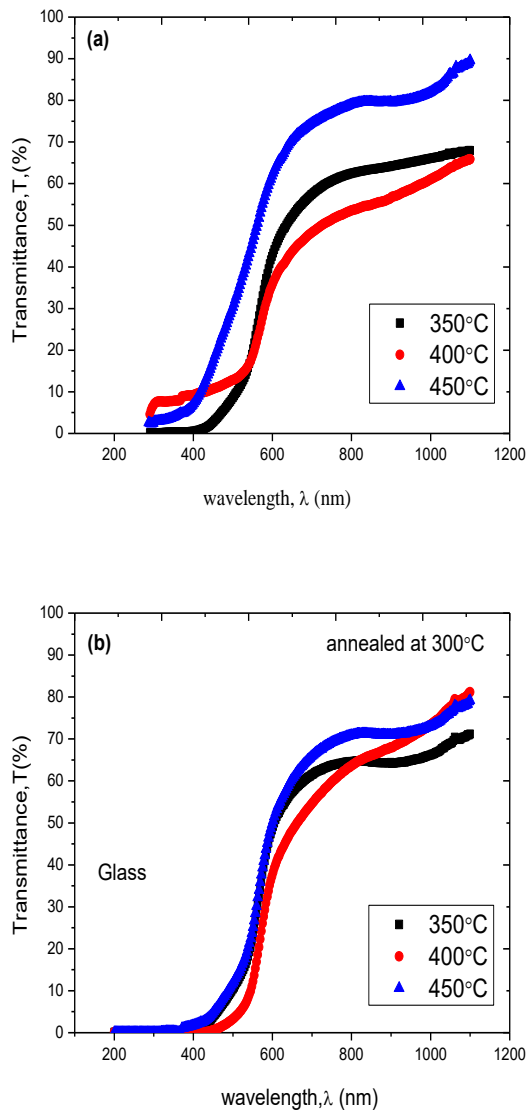 (a)
100
90
80
70
60
50
40
30
20
10
0
Transmittance,T,(%)
350°C
400°C
450°C
200 400 600 800 1000 1200
wavelength, λ (nm)
(b)
annealed at 300°C
100
90
80
70
60
50
40
30
20
10
0
Transmittance,T(%)
Glass
350°C
400°C
450°C
200 400 600 800 1000 1200
wavelength,λ (nm)